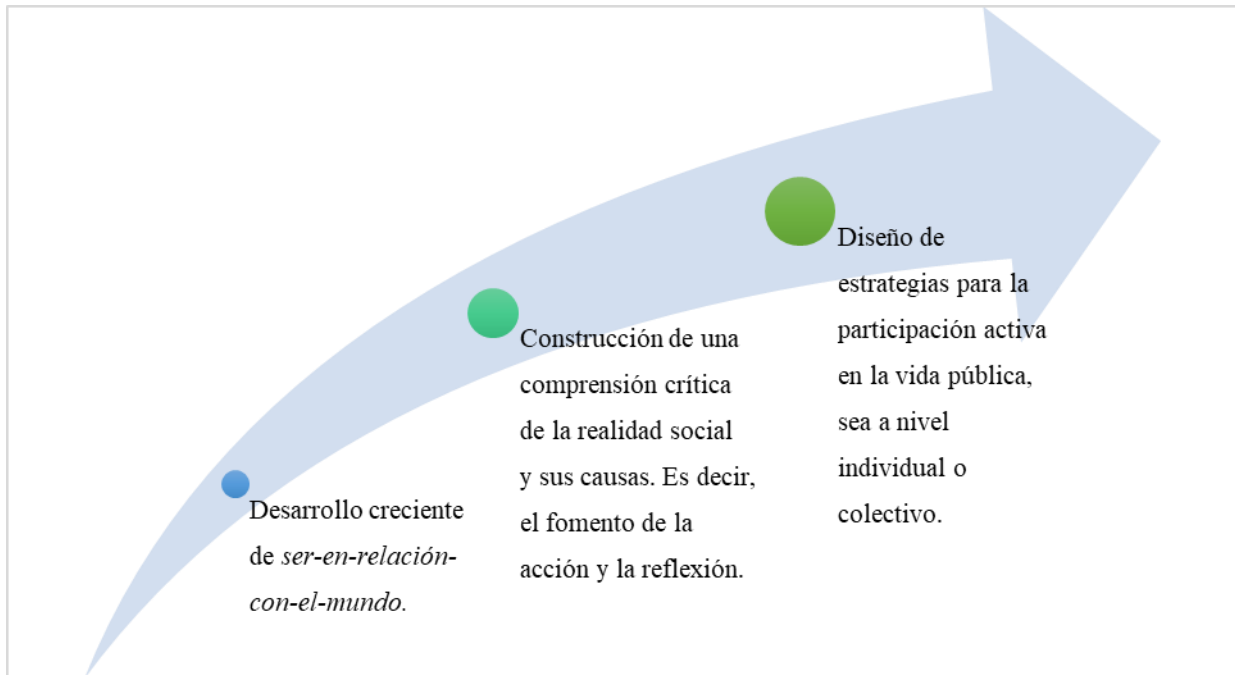 Desarrollo creciente
de ser-en-relación-
con-el-mundo.
Construcción de una
comprensión crítica
de la realidad social
y sus causas. Es decir,
el fomento de la
acción y la reflexión.
Diseño de
estrategias para la
participación activa
en la vida pública,
sea a nivel
individual o
colectivo.